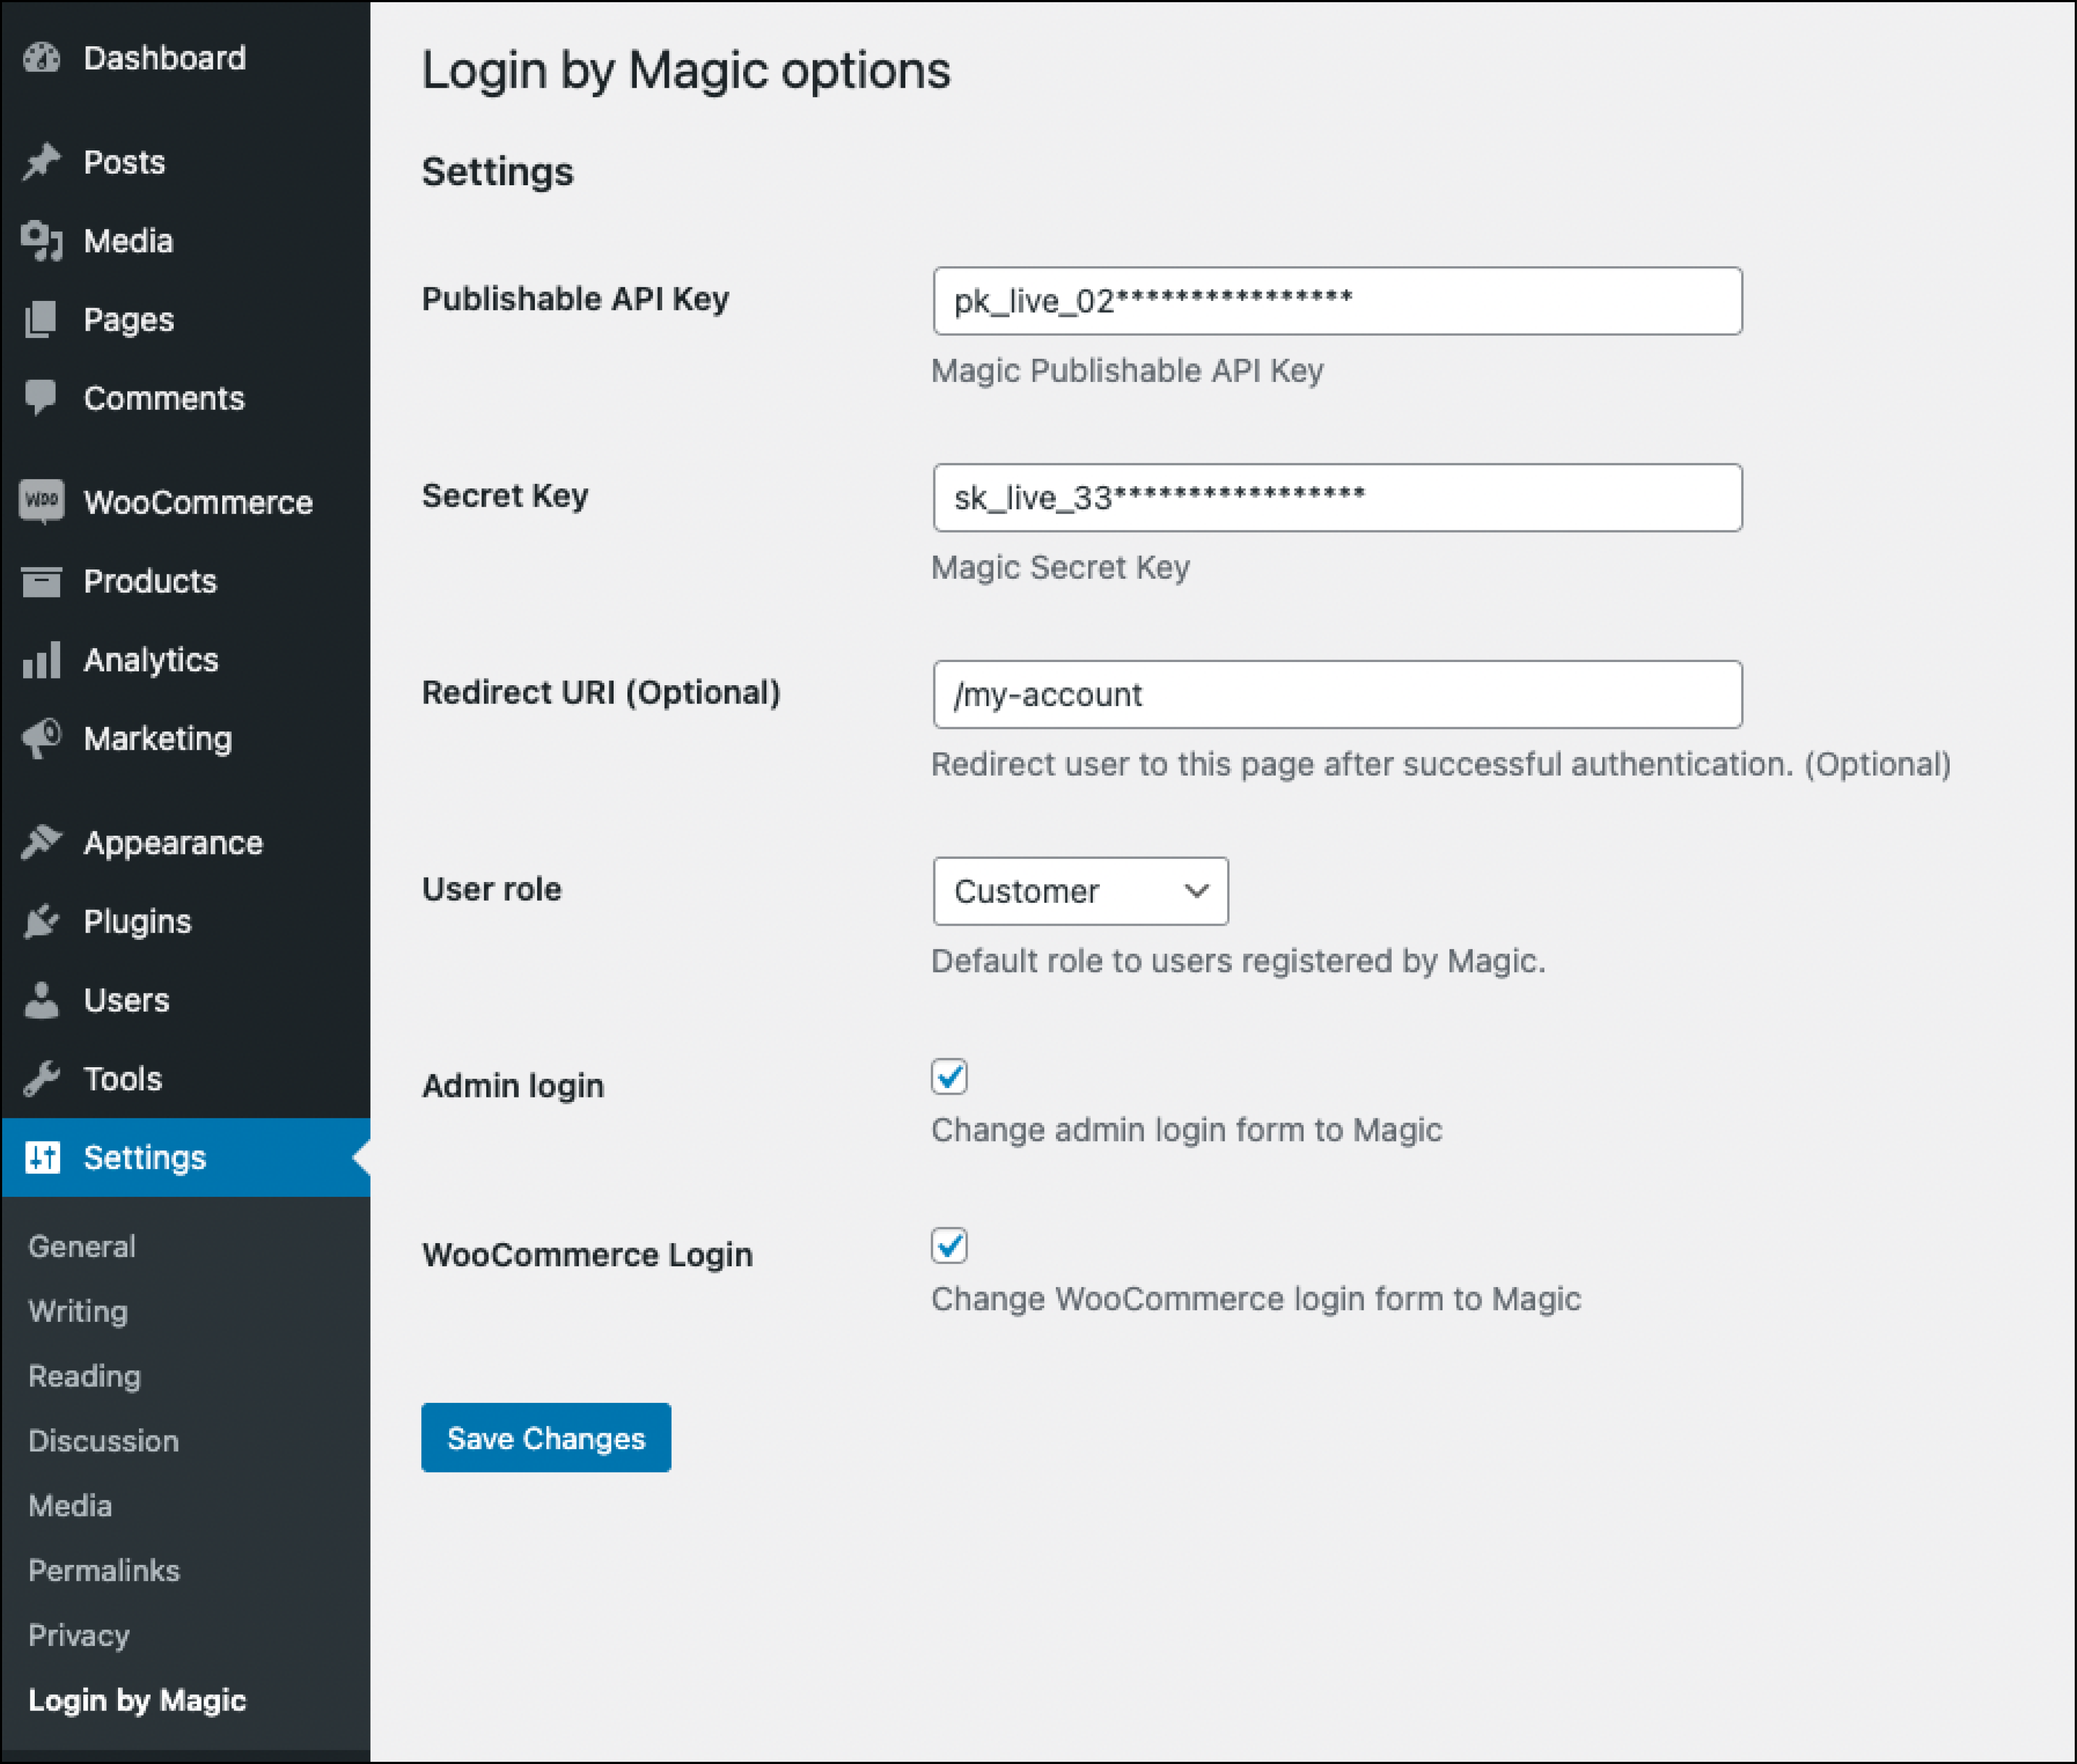 Dashboard
Posts
Media
Pages
Comments
Woo WooCommerce
Products
Analytics
Marketing
Appearance
Plugins
Users
Tools
Settings
General
Writing
Reading
Discussion
Media
Permalinks
Privacy
Login by Magic
Login by Magic options
Settings
Publishable API Key
pk_live_02****************
Magic Publishable API Key
Secret Key
sk_live_33*****************
Magic Secret Key
Redirect URI (Optional)
/my-account
Redirect user to this page after successful authentication. (Optional)
User role
Customer
Default role to users registered by Magic.
Admin login
Change admin login form to Magic
WooCommerce Login
Change WooCommerce login form to Magic
Save Changes